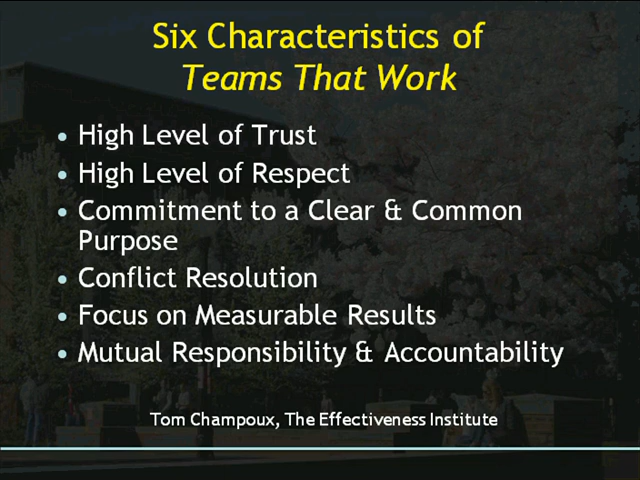 Six Characteristics of
Teams That Work
• High Level of Trust
• High Level of Respect
• Commitment to a Clear & Common
Purpose
• Conflict Resolution
• Focus on Measurable Results
• Mutual Responsibility & Accountability
Tom Champoux, The Effectiveness Institute